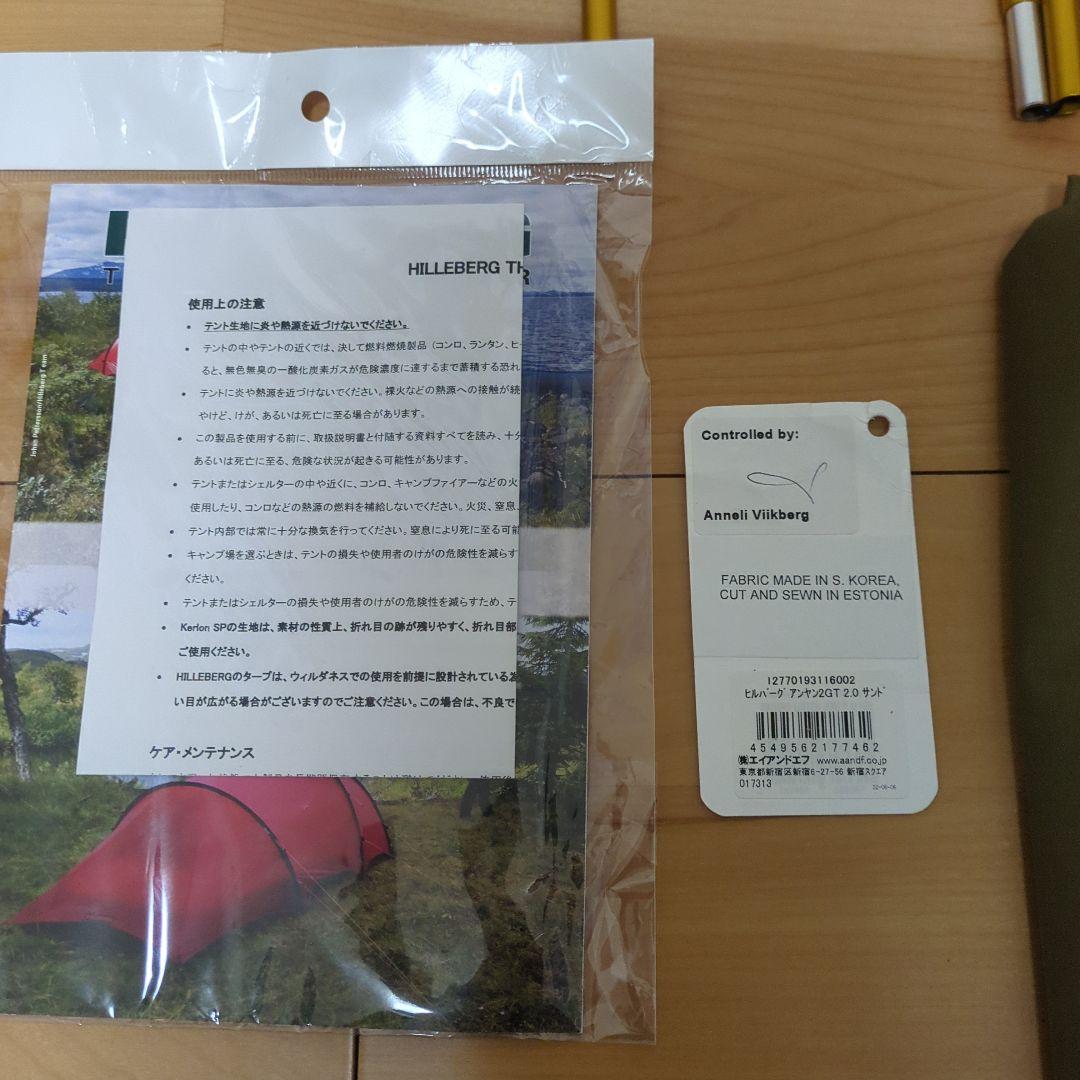 HILLEBERG TH
T
R
使用上の注意
• テント生地に炎や熱源を近づけないでください。
• テントの中やテントの近くでは、決して燃料燃焼製品（コンロ、ランタン、ヒー
ると、無色無臭の一酸化炭素ガスが危険濃度に達するまで蓄積する恐れ
• テントに炎や熱源を近づけないでください。裸火などの熱源への接触が続
やけど、けが、あるいは死亡に至る場合があります。
• この製品を使用する前に、取扱説明書と付随する資料すべてを読み、十分
あるいは死亡に至る、危険な状況が起きる可能性があります。
• テントまたはシェルターの中や近くに、コンロ、キャンプファイアーなどの火
使用したり、コンロなどの熱源の燃料を補給しないでください。火災、窒息、
• テント内部では常に十分な換気を行ってください。窒息により死に至る可能
• キャンプ場を選ぶときは、テントの損失や使用者のけがの危険性を減らす
ください。
• テントまたはシェルターの損失や使用者のけがの危険性を減らすため、テ
• Kerlon SPの生地は、素材の性質上、折れ目の跡が残りやすく、折れ目部
ご使用ください。
• HILLEBERGのタープは、ウィルダネスでの使用を前提に設計されている為
い目が広がる場合がございますのでご注意ください。この場合は、不良で
ケア・メンテナンス
Johan Pettersson/Hilleberg Team
Controlled by:
Anneli Viikberg
FABRIC MADE IN S. KOREA,
CUT AND SEWN IN ESTONIA
12770193116002
ﾋﾙﾊﾞｰｸﾞ ｱﾝﾔﾝ2GT 2.0 ｻﾝﾄﾞ
4549562177462
㈱エイアンドエフ www.aandf.co.jp
東京都新宿区新宿6-27-56 新宿スクエア
017313
22-06-06